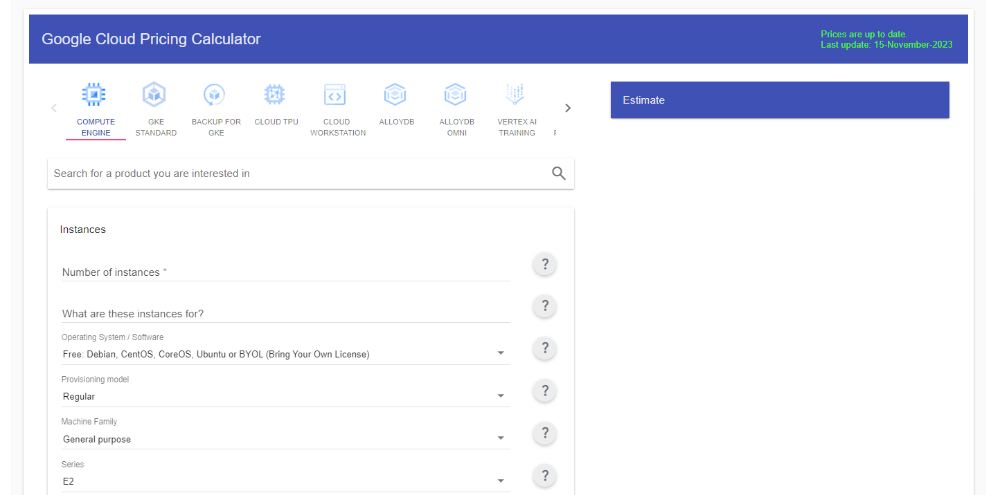 Google Cloud Pricing Calculator
Prices are up to date.
Last update: 15-November-2023
COMPUTE
ENGINE
GKE
STANDARD
BACKUP FOR
GKE
CLOUD TPU
CLOUD
WORKSTATION
ALLOYDB
ALLOYDB
OMNI
VERTEX AI
TRAINING
Estimate
Search for a product you are interested in
Instances
Number of instances *
?
What are these instances for?
?
Operating System / Software
Free: Debian, CentOS, CoreOS, Ubuntu or BYOL (Bring Your Own License)
?
Provisioning model
Regular
?
Machine Family
General purpose
?
Series
E2
?